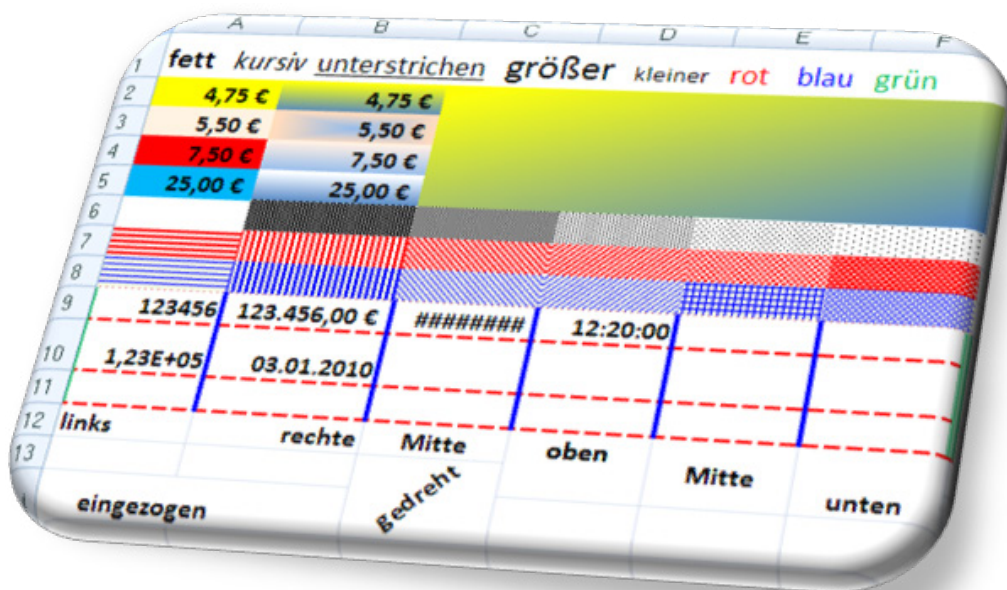 A B C D E F
1 fett kursiv unterstrichen größer kleiner rot blau grün
2 4,75 € 4,75 €
3 5,50 € 5,50 €
4 7,50 € 7,50 €
5 25,00 € 25,00 €
6
7
8
9 123456 123.456,00 € ######## 12:20:00
10 1,23E+05 03.01.2010
11
12 links rechte Mitte oben Mitte unten
13
eingezogen gedreht